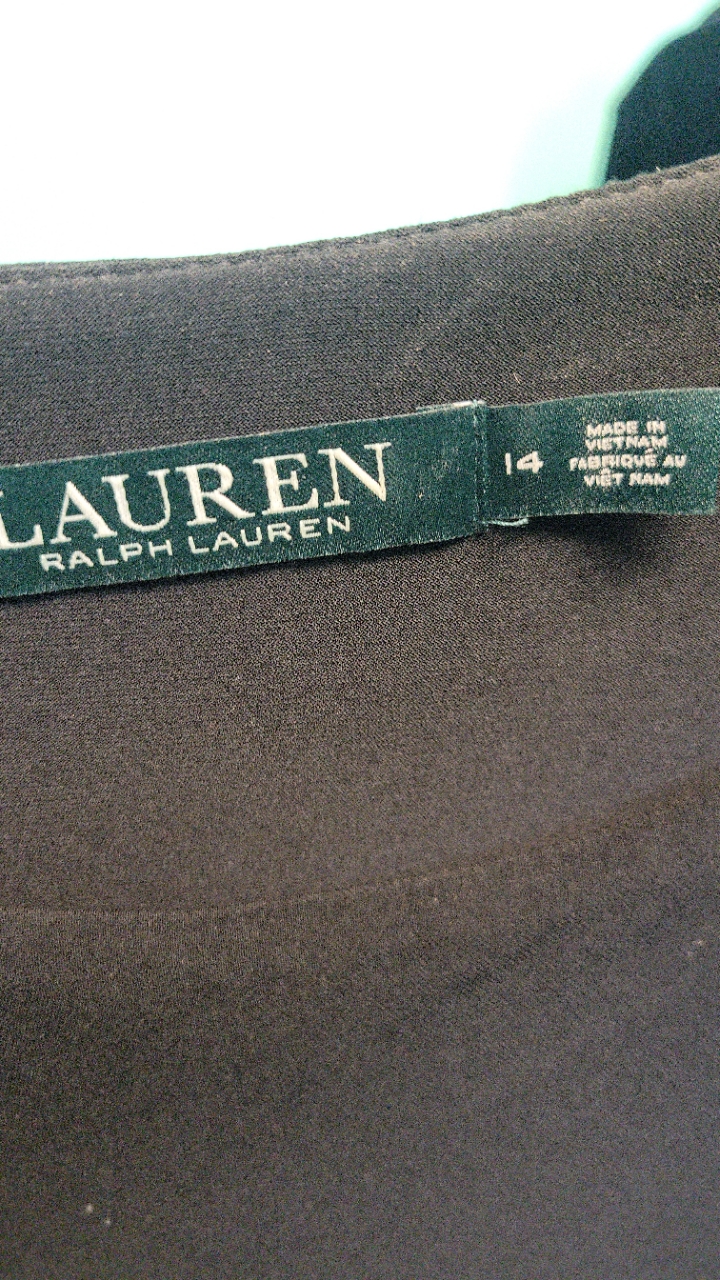 LAUREN
RALPH LAUREN
14
MADE IN
VIETNAM
FABRIQUÉ AU
VIÊT NAM